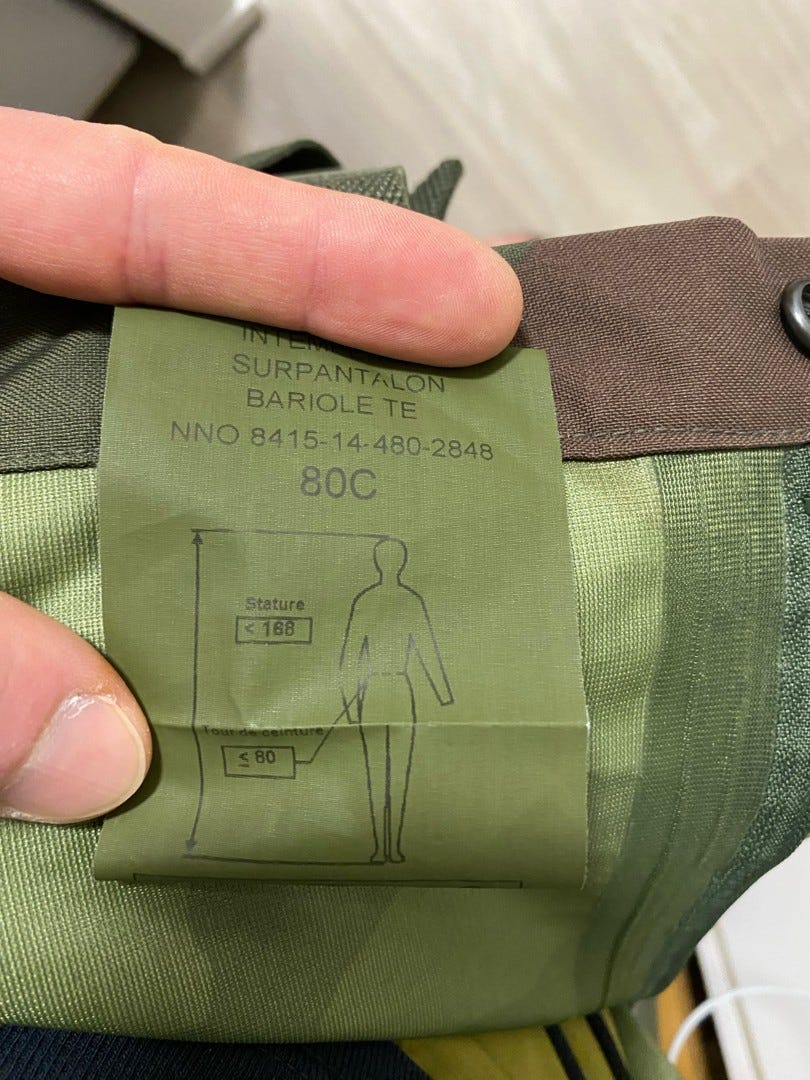 SURPANTALON
BARIOLE TE
NNO 8415-14-480-2848
80C
Stature
< 168
Tour de ceinture
≤ 80